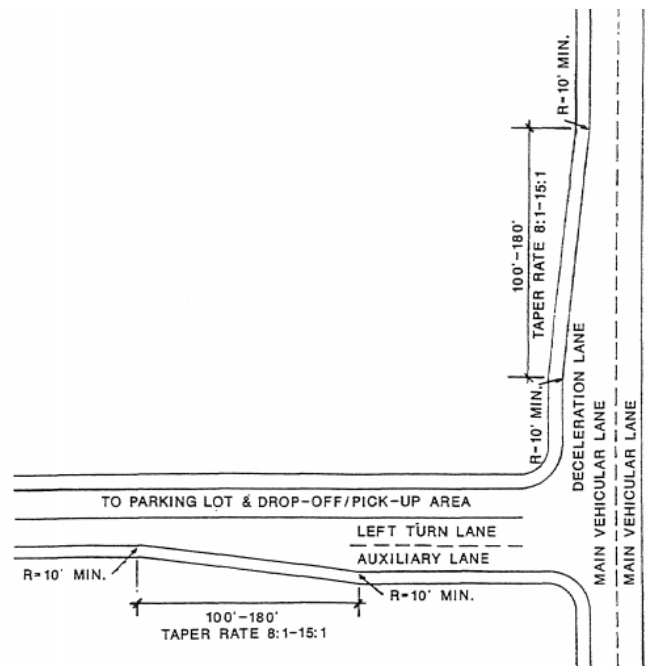 R=10' MIN.
100'-180'
TAPER RATE 8:1-15:1
R=10' MIN.
DECELERATION LANE
MAIN VEHICULAR LANE
MAIN VEHICULAR LANE
TO PARKING LOT & DROP-OFF/PICK-UP AREA
LEFT TURN LANE
AUXILIARY LANE
R=10' MIN.
R=10' MIN.
100'-180'
TAPER RATE 8:1-15:1